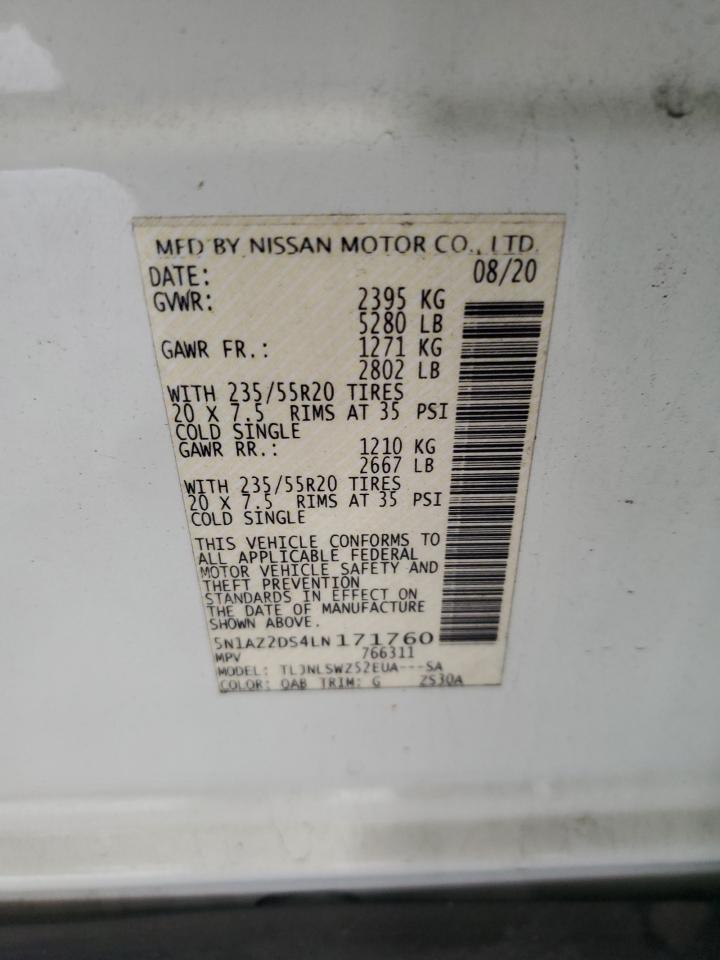 MFD BY NISSAN MOTOR CO., LTD.
DATE: 08/20
GVWR: 2395 KG
5280 LB
GAWR FR.: 1271 KG
2802 LB
WITH 235/55R20 TIRES
20 X 7.5 RIMS AT 35 PSI
COLD SINGLE
GAWR RR.: 1210 KG
2667 LB
WITH 235/55R20 TIRES
20 X 7.5 RIMS AT 35 PSI
COLD SINGLE
THIS VEHICLE CONFORMS TO
ALL APPLICABLE FEDERAL
MOTOR VEHICLE SAFETY AND
THEFT PREVENTION
STANDARDS IN EFFECT ON
THE DATE OF MANUFACTURE
SHOWN ABOVE.
5N1AZ2DS4LN171760
MPV 766311
MODEL: TLJNLSWZ52EUA---SA
COLOR: QAB TRIM: G ZS30A